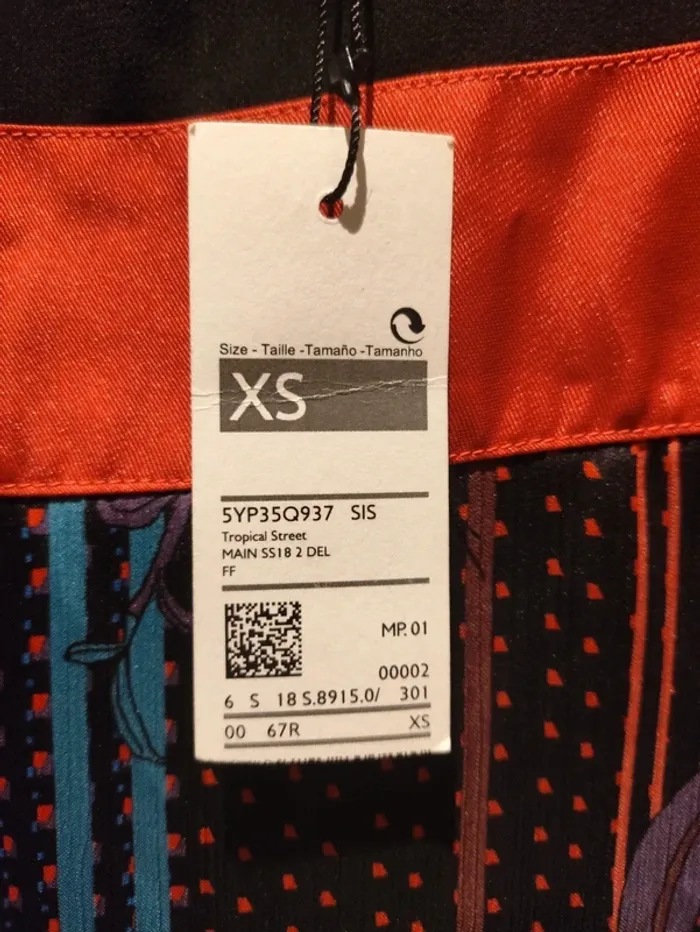 Size - Taille -Tamaño -Tamanho
XS
5YP35Q937 SIS
Tropical Street
MAIN SS18 2 DEL
FF
MP. 01
00002
6 S 18 S.8915.0/ 301
00 67R XS